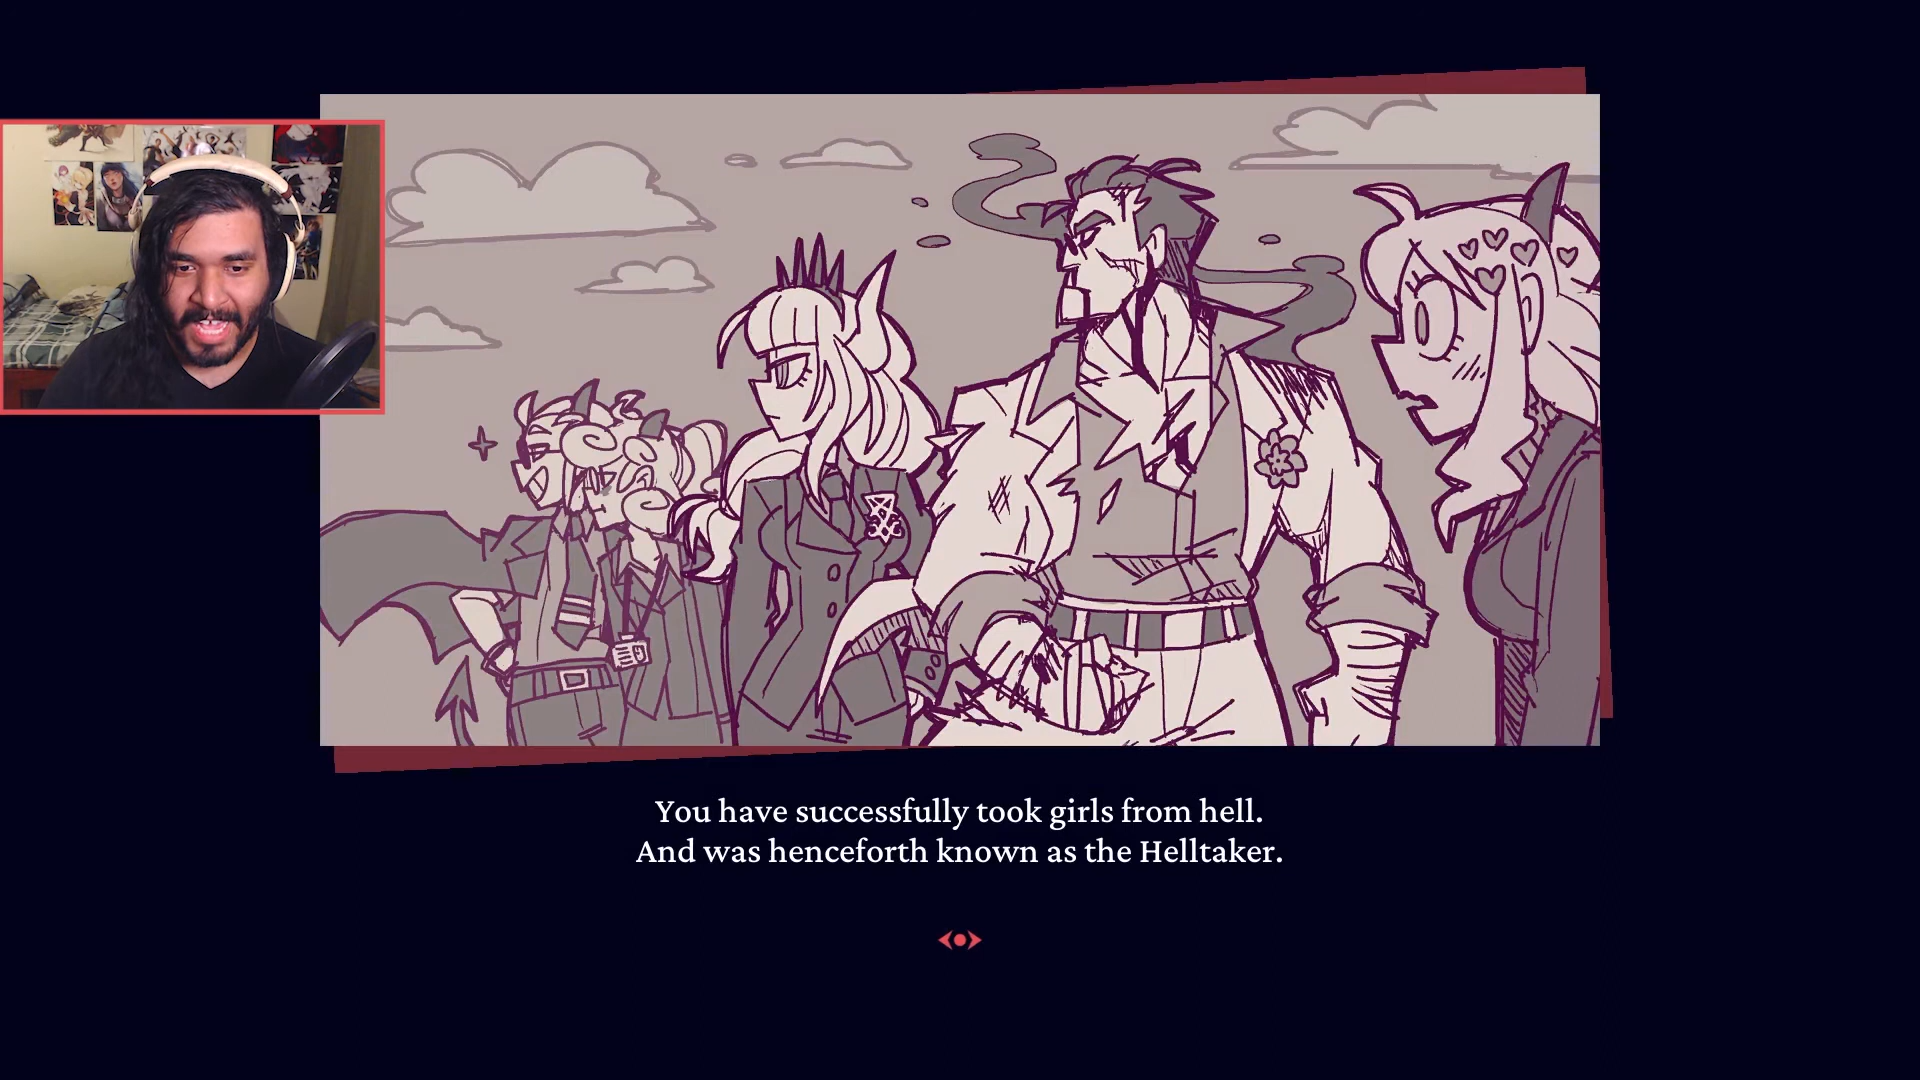 You have successfully took girls from hell.
And was henceforth known as the Helltaker.